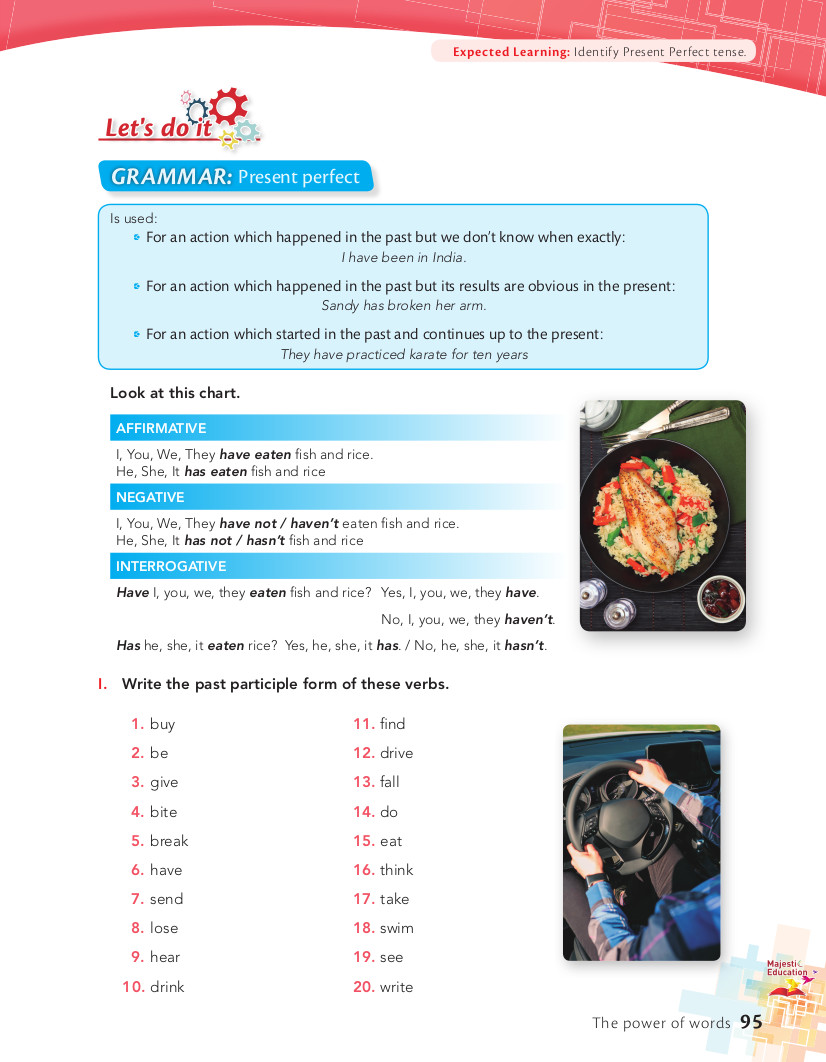 Expected Learning: Identify Present Perfect tense.
Let's do it
GRAMMAR: Present perfect
Is used:
For an action which happened in the past but we don't know when exactly:
I have been in India.
For an action which happened in the past but its results are obvious in the present:
Sandy has broken her arm.
For an action which started in the past and continues up to the present:
They have practiced karate for ten years
Look at this chart.
AFFIRMATIVE
I, You, We, They have eaten fish and rice.
He, She, It has eaten fish and rice
NEGATIVE
I, You, We, They have not / haven't eaten fish and rice.
He, She, It has not / hasn't fish and rice
INTERROGATIVE
Have I, you, we, they eaten fish and rice? Yes, I, you, we, they have.
No, I, you, we, they haven't.
Has he, she, it eaten rice? Yes, he, she, it has. / No, he, she, it hasn't.
I. Write the past participle form of these verbs.
1. buy
2. be
3. give
4. bite
5. break
6. have
7. send
8. lose
9. hear
10. drink
11. find
12. drive
13. fall
14. do
15. eat
16. think
17. take
18. swim
19. see
20. write
Majestic
Education
The power of words 95